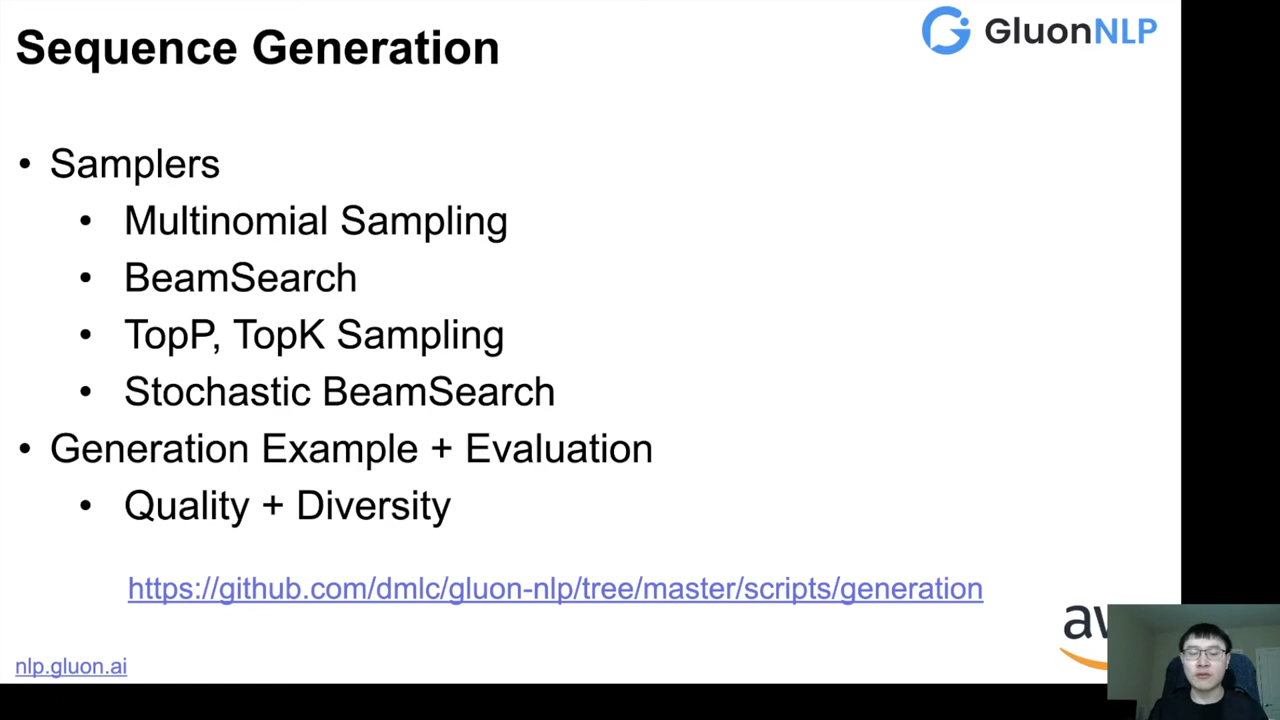 Sequence Generation
GluonNLP
• Samplers
• Multinomial Sampling
• BeamSearch
• TopP, TopK Sampling
• Stochastic BeamSearch
• Generation Example + Evaluation
• Quality + Diversity
https://github.com/dmlc/gluon-nlp/tree/master/scripts/generation
nlp.gluon.ai